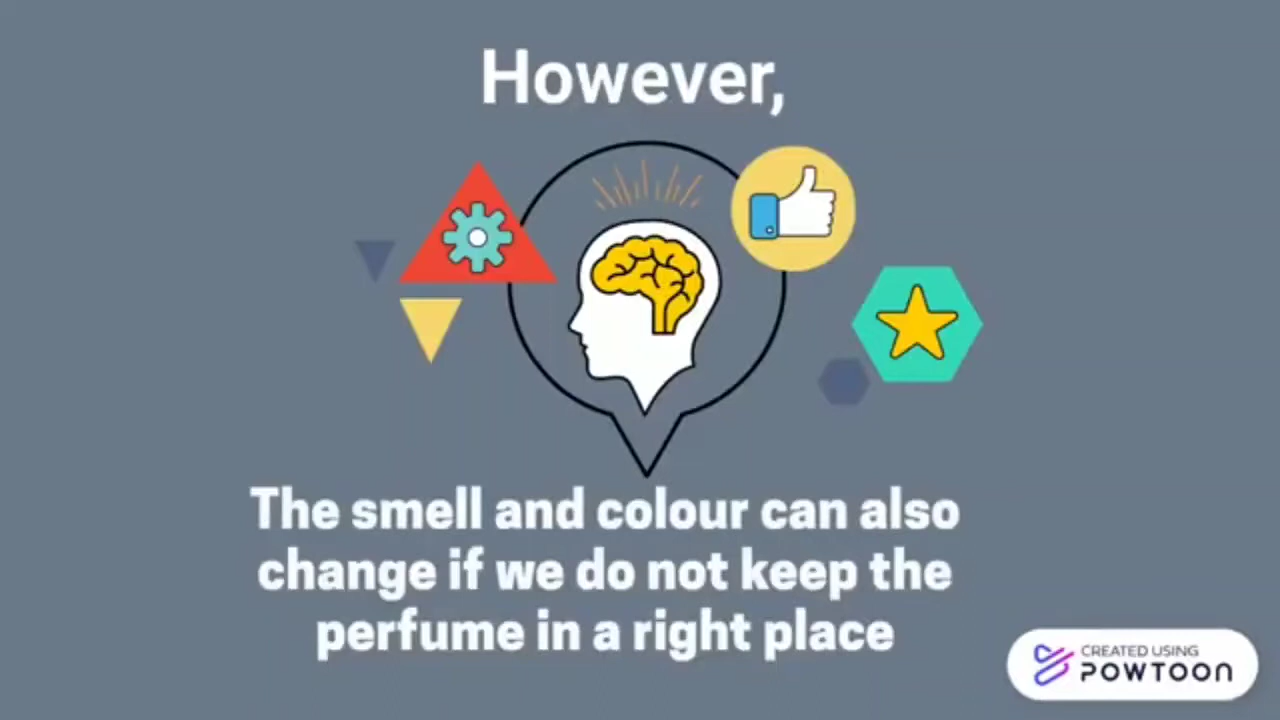 However,
The smell and colour can also
change if we do not keep the
perfume in a right place
CREATED USING
POWTOON